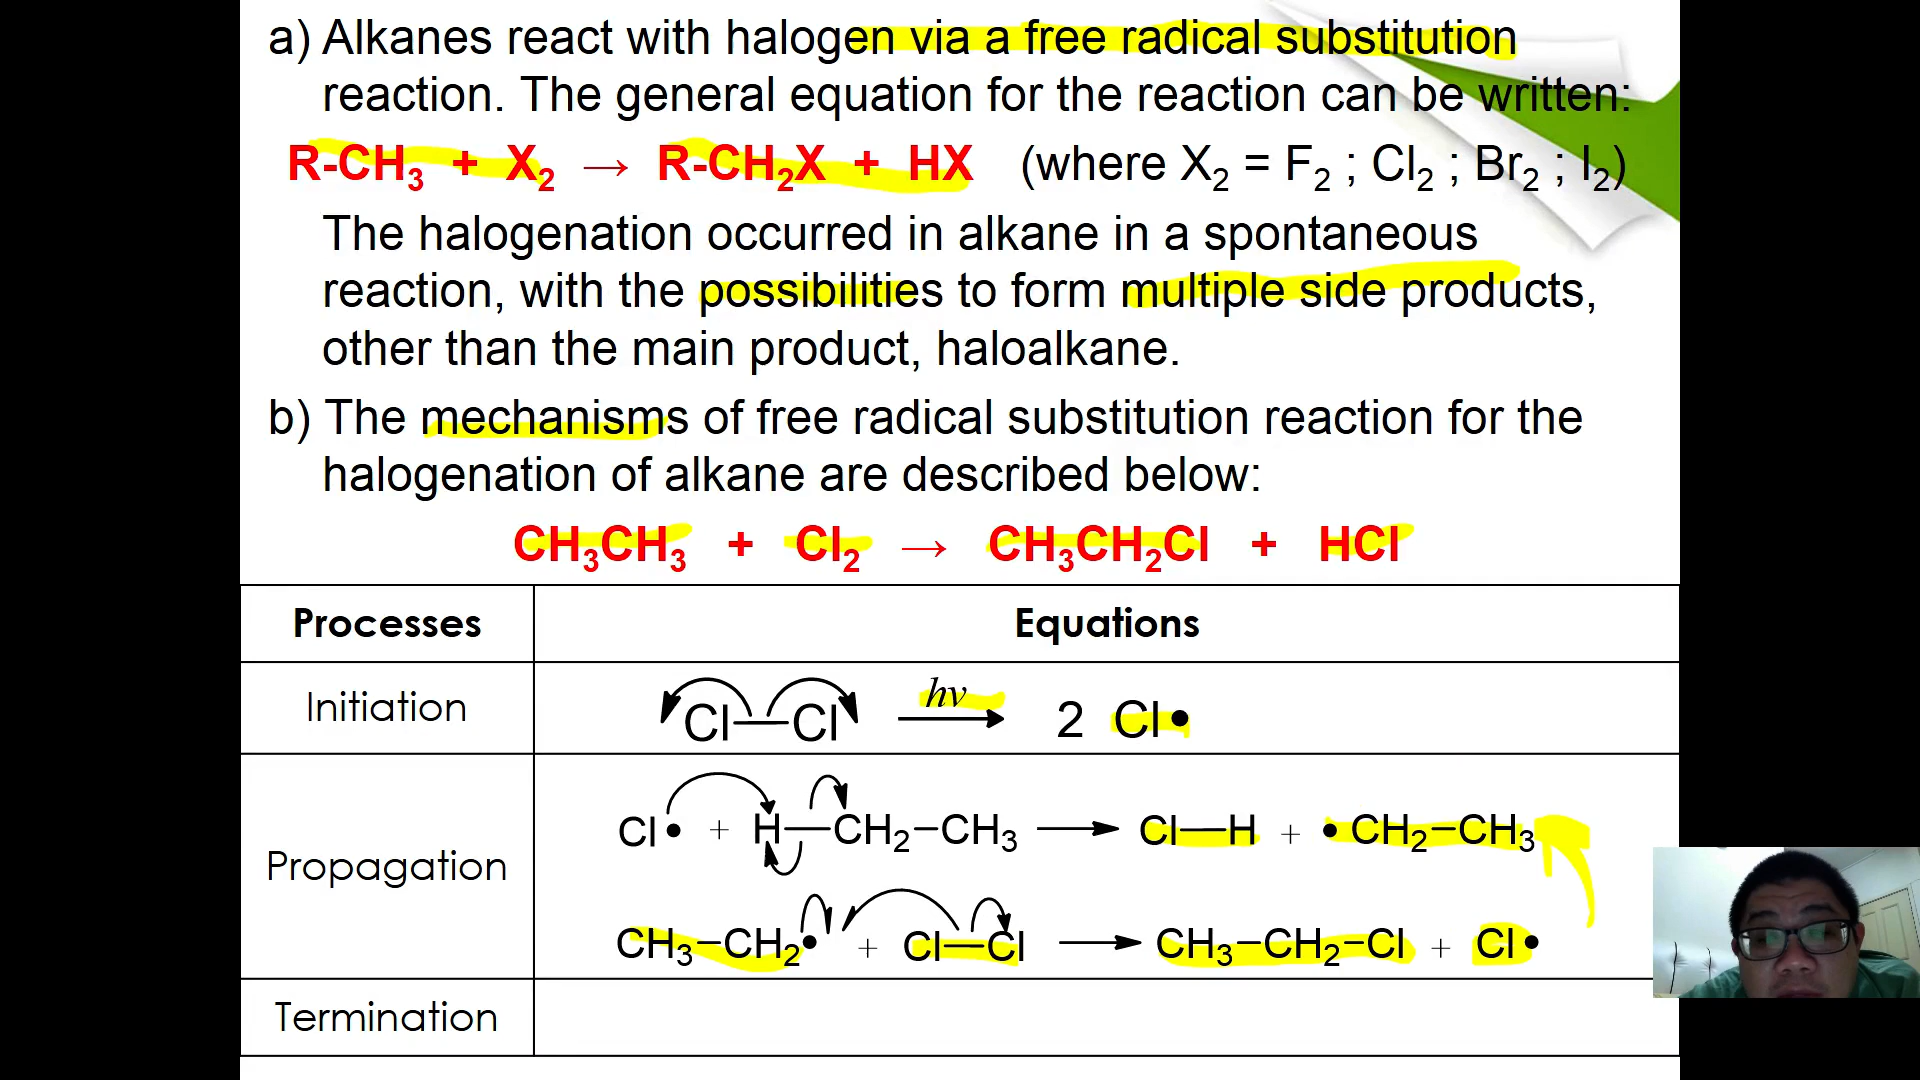 a) Alkanes react with halogen via a free radical substitution
reaction. The general equation for the reaction can be written:
R-CH₃ + X₂ → R-CH₂X + HX (where X₂ = F₂ ; Cl₂ ; Br₂ ; I₂)
The halogenation occurred in alkane in a spontaneous
reaction, with the possibilities to form multiple side products,
other than the main product, haloalkane.
b) The mechanisms of free radical substitution reaction for the
halogenation of alkane are described below:
CH₃CH₃ + Cl₂ → CH₃CH₂Cl + HCl
Processes Equations
Initiation Cl—Cl hν → 2 Cl•
Propagation
Cl• + H—CH₂–CH₃ → Cl—H + •CH₂–CH₃
CH₃–CH₂• + Cl—Cl → CH₃–CH₂–Cl + Cl•
Termination